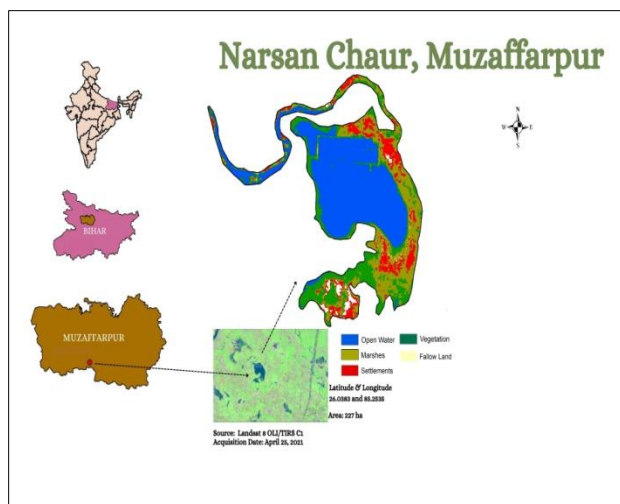 Narsan Chaur, Muzaffarpur
N
W E
S
BIHAR
MUZAFFARPUR
Open Water
Vegetation
Marshes
Fallow Land
Settlements
Latitude & Longitude
26.0383 and 85.2535
Area: 227 ha
Source: Landsat 8 OLI/TIRS C1
Acquisition Date: April 25, 2021